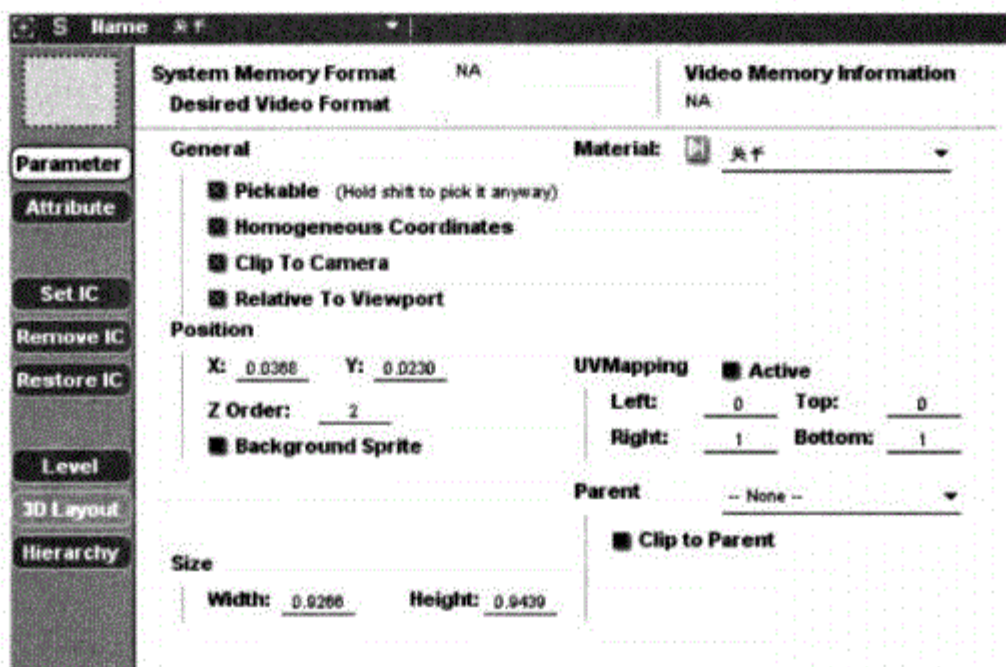 S Name
System Memory Format NA
Desired Video Format
Video Memory Information
NA
Parameter
Attribute
Set IC
Remove IC
Restore IC
Level
3D Layout
Hierarchy
General
Pickable (Hold shift to pick it anyway)
Homogeneous Coordinates
Clip To Camera
Relative To Viewport
Material:
Position
X: 0.0368 Y: 0.0230
Z Order: 2
Background Sprite
UVMapping Active
Left: 0 Top: 0
Right: 1 Bottom: 1
Parent -- None --
Clip to Parent
Size
Width: 0.9266 Height: 0.9439